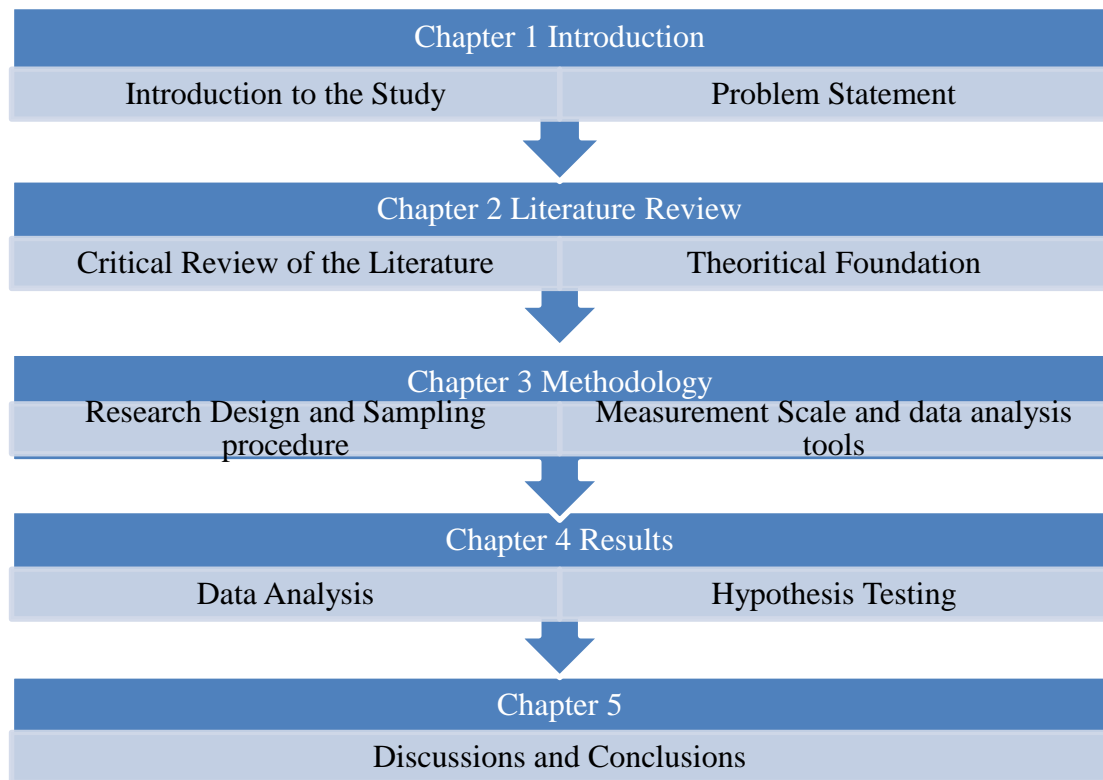 Chapter 1 Introduction
Introduction to the Study
Problem Statement
Chapter 2 Literature Review
Critical Review of the Literature
Theoritical Foundation
Chapter 3 Methodology
Research Design and Sampling
procedure
Measurement Scale and data analysis
tools
Chapter 4 Results
Data Analysis
Hypothesis Testing
Chapter 5
Discussions and Conclusions